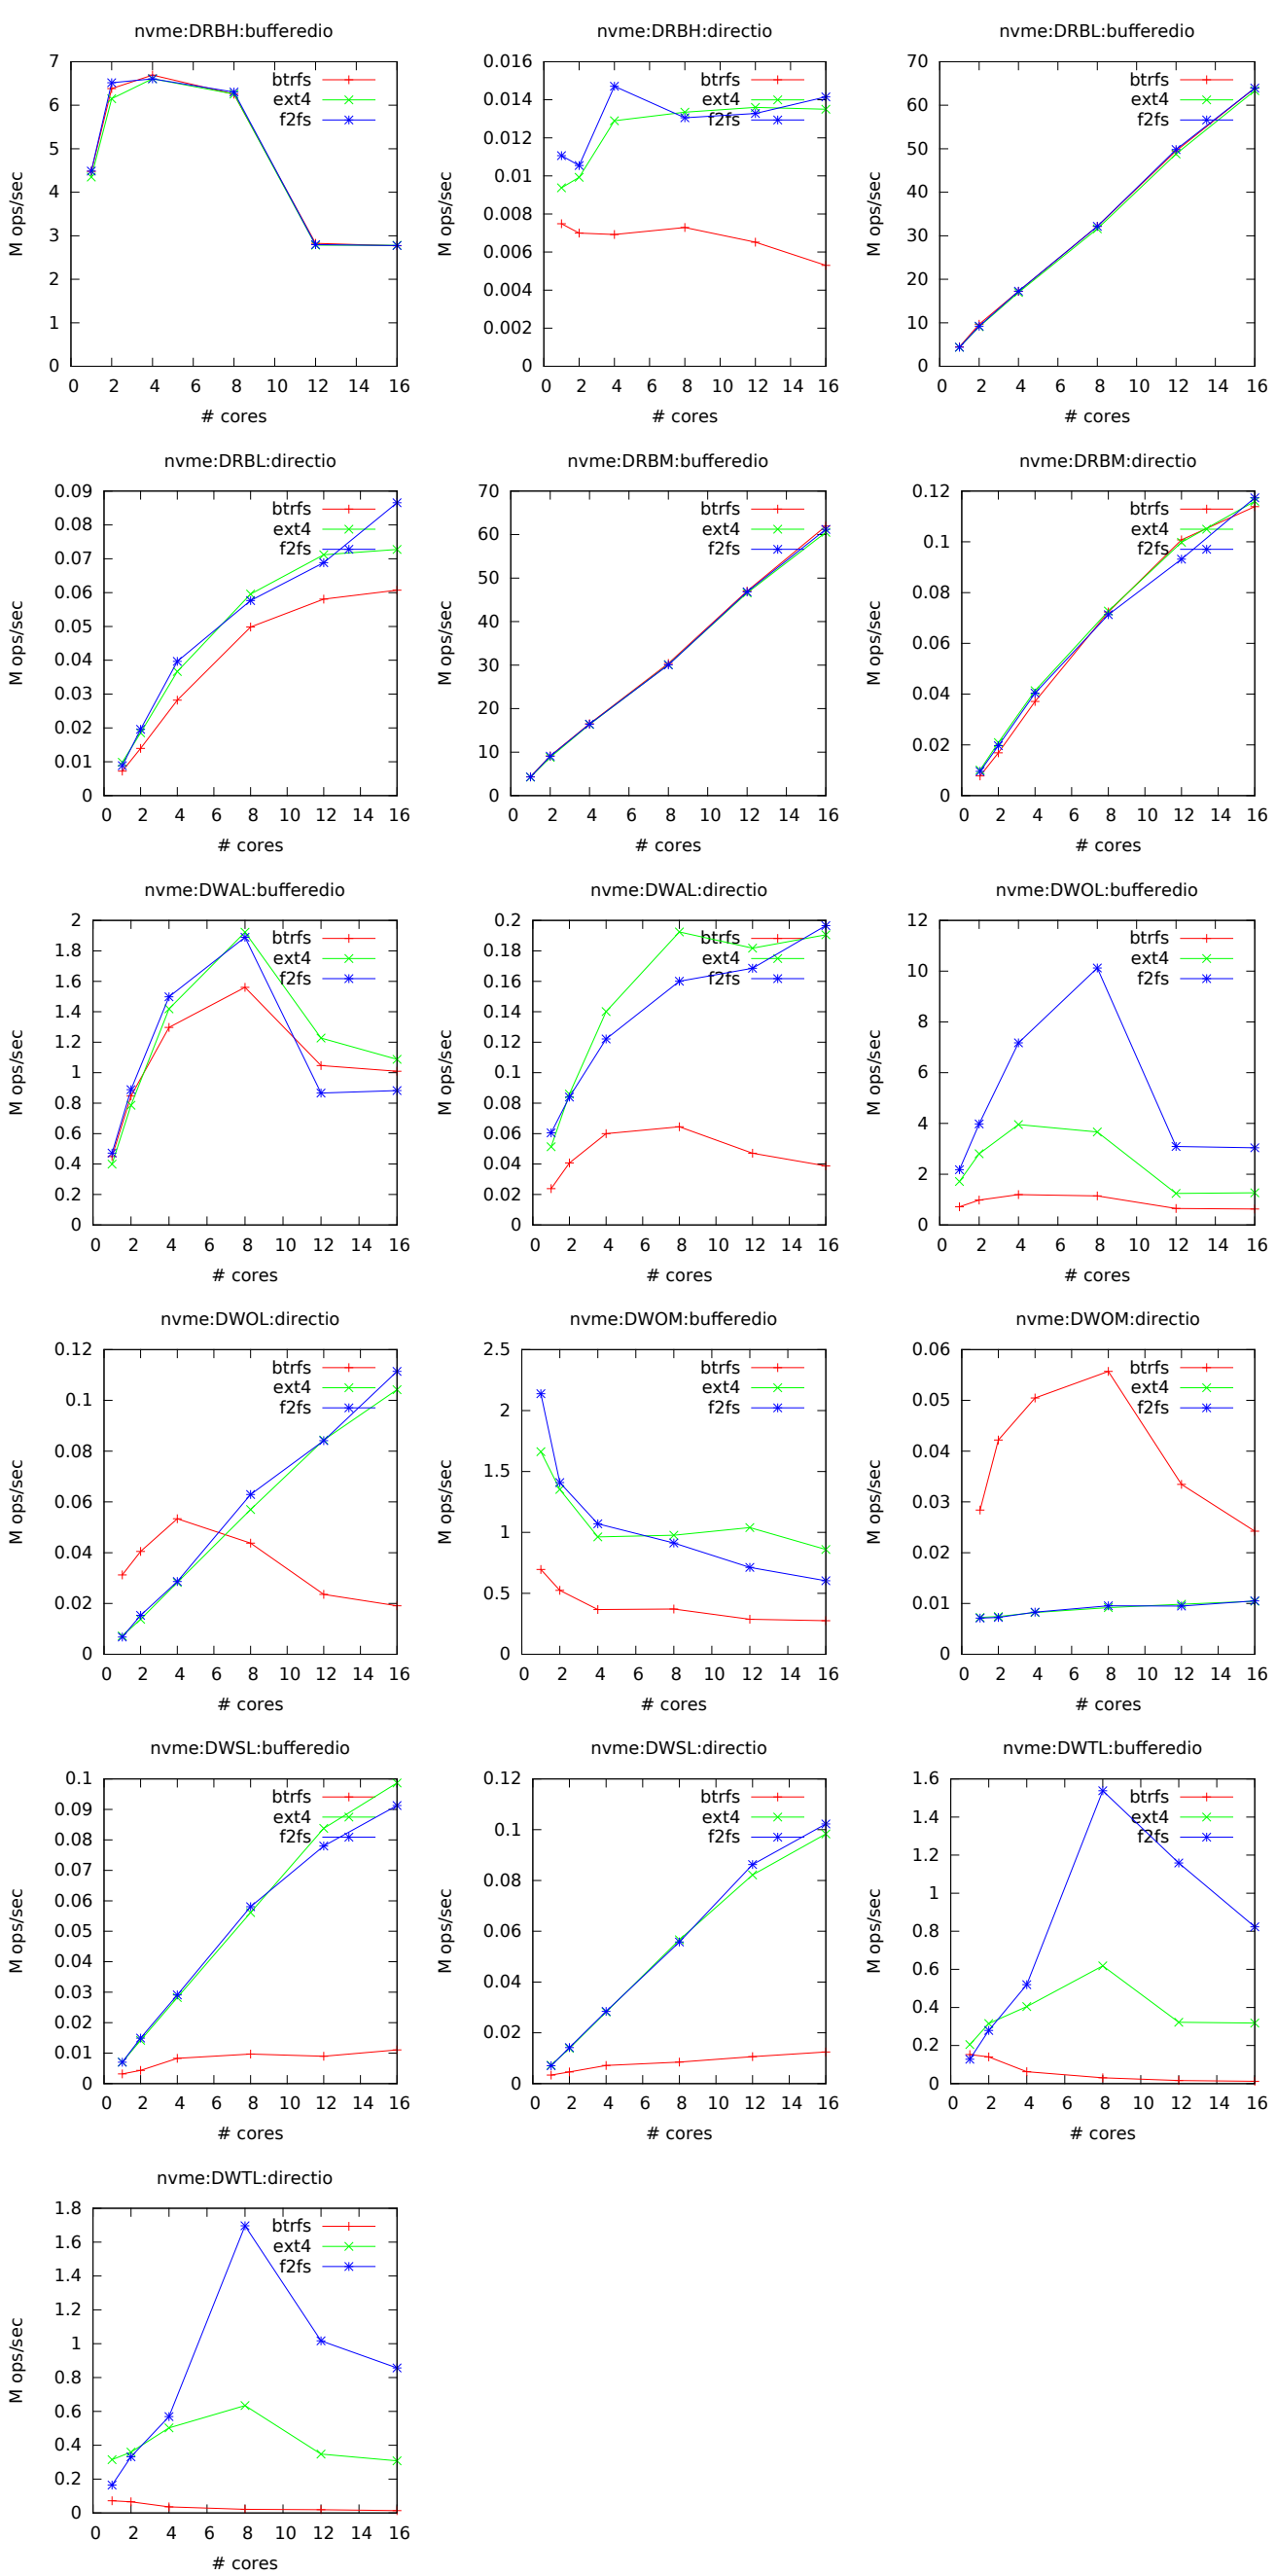 nvme:DRBH:bufferedio
7
6
5
4
3
2
1
0
M ops/sec
btrfs
ext4
f2fs
0 2 4 6 8 10 12 14 16
# cores
nvme:DRBH:directio
0.016
0.014
0.012
0.01
0.008
0.006
0.004
0.002
0
M ops/sec
btrfs
ext4
f2fs
0 2 4 6 8 10 12 14 16
# cores
nvme:DRBL:bufferedio
70
60
50
40
30
20
10
0
M ops/sec
btrfs
ext4
f2fs
0 2 4 6 8 10 12 14 16
# cores
nvme:DRBL:directio
0.09
0.08
0.07
0.06
0.05
0.04
0.03
0.02
0.01
0
M ops/sec
btrfs
ext4
f2fs
0 2 4 6 8 10 12 14 16
# cores
nvme:DRBM:bufferedio
70
60
50
40
30
20
10
0
M ops/sec
btrfs
ext4
f2fs
0 2 4 6 8 10 12 14 16
# cores
nvme:DRBM:directio
0.12
0.1
0.08
0.06
0.04
0.02
0
M ops/sec
btrfs
ext4
f2fs
0 2 4 6 8 10 12 14 16
# cores
nvme:DWAL:bufferedio
2
1.8
1.6
1.4
1.2
1
0.8
0.6
0.4
0.2
0
M ops/sec
btrfs
ext4
f2fs
0 2 4 6 8 10 12 14 16
# cores
nvme:DWAL:directio
0.2
0.18
0.16
0.14
0.12
0.1
0.08
0.06
0.04
0.02
0
M ops/sec
btrfs
ext4
f2fs
0 2 4 6 8 10 12 14 16
# cores
nvme:DWOL:bufferedio
12
10
8
6
4
2
0
M ops/sec
btrfs
ext4
f2fs
0 2 4 6 8 10 12 14 16
# cores
nvme:DWOL:directio
0.12
0.1
0.08
0.06
0.04
0.02
0
M ops/sec
btrfs
ext4
f2fs
0 2 4 6 8 10 12 14 16
# cores
nvme:DWOM:bufferedio
2.5
2
1.5
1
0.5
0
M ops/sec
btrfs
ext4
f2fs
0 2 4 6 8 10 12 14 16
# cores
nvme:DWOM:directio
0.06
0.05
0.04
0.03
0.02
0.01
0
M ops/sec
btrfs
ext4
f2fs
0 2 4 6 8 10 12 14 16
# cores
nvme:DWSL:bufferedio
0.1
0.09
0.08
0.07
0.06
0.05
0.04
0.03
0.02
0.01
0
M ops/sec
btrfs
ext4
f2fs
0 2 4 6 8 10 12 14 16
# cores
nvme:DWSL:directio
0.12
0.1
0.08
0.06
0.04
0.02
0
M ops/sec
btrfs
ext4
f2fs
0 2 4 6 8 10 12 14 16
# cores
nvme:DWTL:bufferedio
1.6
1.4
1.2
1
0.8
0.6
0.4
0.2
0
M ops/sec
btrfs
ext4
f2fs
0 2 4 6 8 10 12 14 16
# cores
nvme:DWTL:directio
1.8
1.6
1.4
1.2
1
0.8
0.6
0.4
0.2
0
M ops/sec
btrfs
ext4
f2fs
0 2 4 6 8 10 12 14 16
# cores